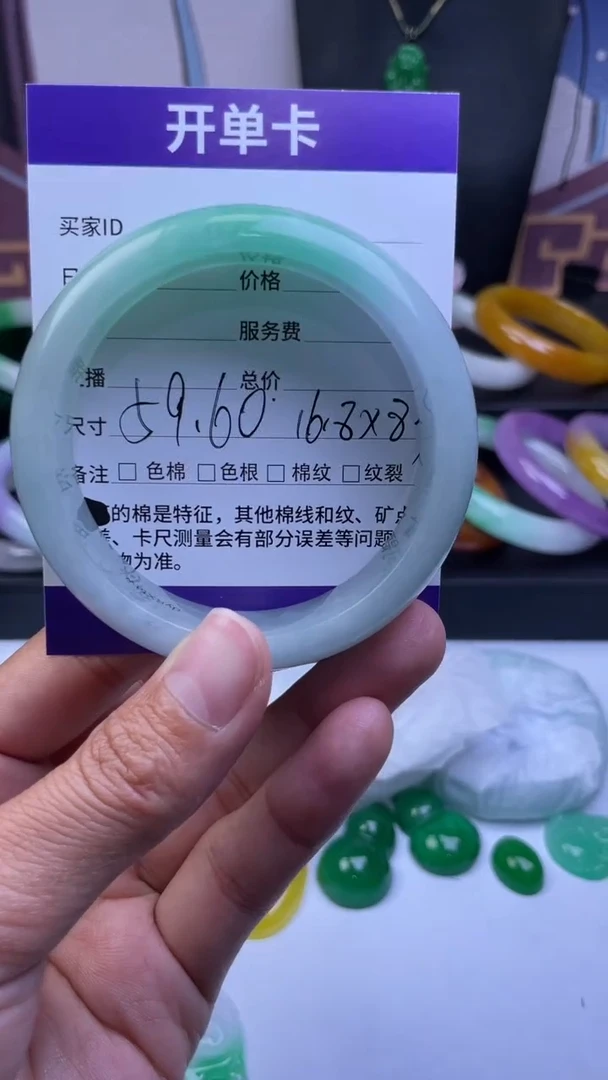 开单卡
买家ID
价格
服务费
播 总价
尺寸 59.60 16.8x8
备注 □ 色棉 □ 色根 □ 棉纹 □ 纹裂
的棉是特征，其他棉线和纹、矿点
、卡尺测量会有部分误差等问题
物为准。